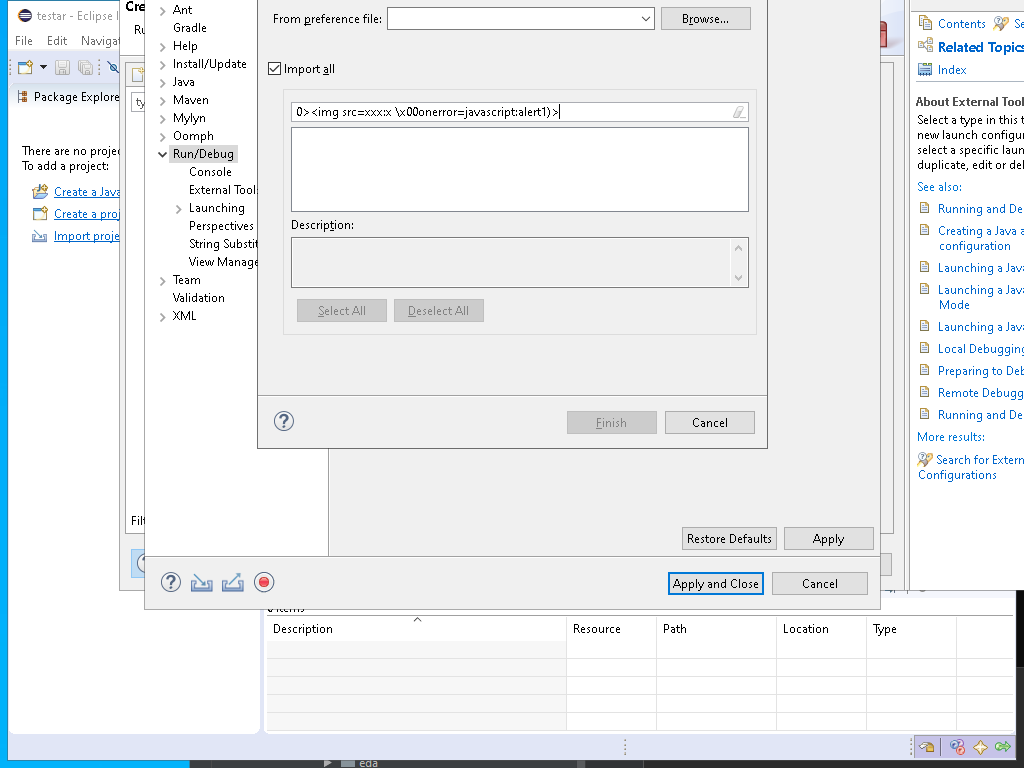 testar - Eclipse I
File Edit Navigat
Package Explore
There are no projec
To add a project:
Create a Java
Create a proj
Import proje
Cre
Ru
ty
Filt
Ant
Gradle
Help
Install/Update
Java
Maven
Mylyn
Oomph
Run/Debug
Console
External Tools
Launching
Perspectives
String Substit
View Manage
Team
Validation
XML
From preference file:
Browse...
Import all
0><img src=xxx:x \x00onerror=javascript:alert1)>
Description:
Select All
Deselect All
Finish
Cancel
Restore Defaults
Apply
Apply and Close
Cancel
Contents
Se
Related Topics
Index
About External Tool
Select a type in this t
new launch configur
select a specific laun
duplicate, edit or del
See also:
Running and De
Creating a Java a
configuration
Launching a Java
Launching a Java
Mode
Launching a Java
Local Debugging
Preparing to Deb
Remote Debugg
Running and De
More results:
Search for Extern
Configurations
0 items
Description
Resource
Path
Location
Type
eda